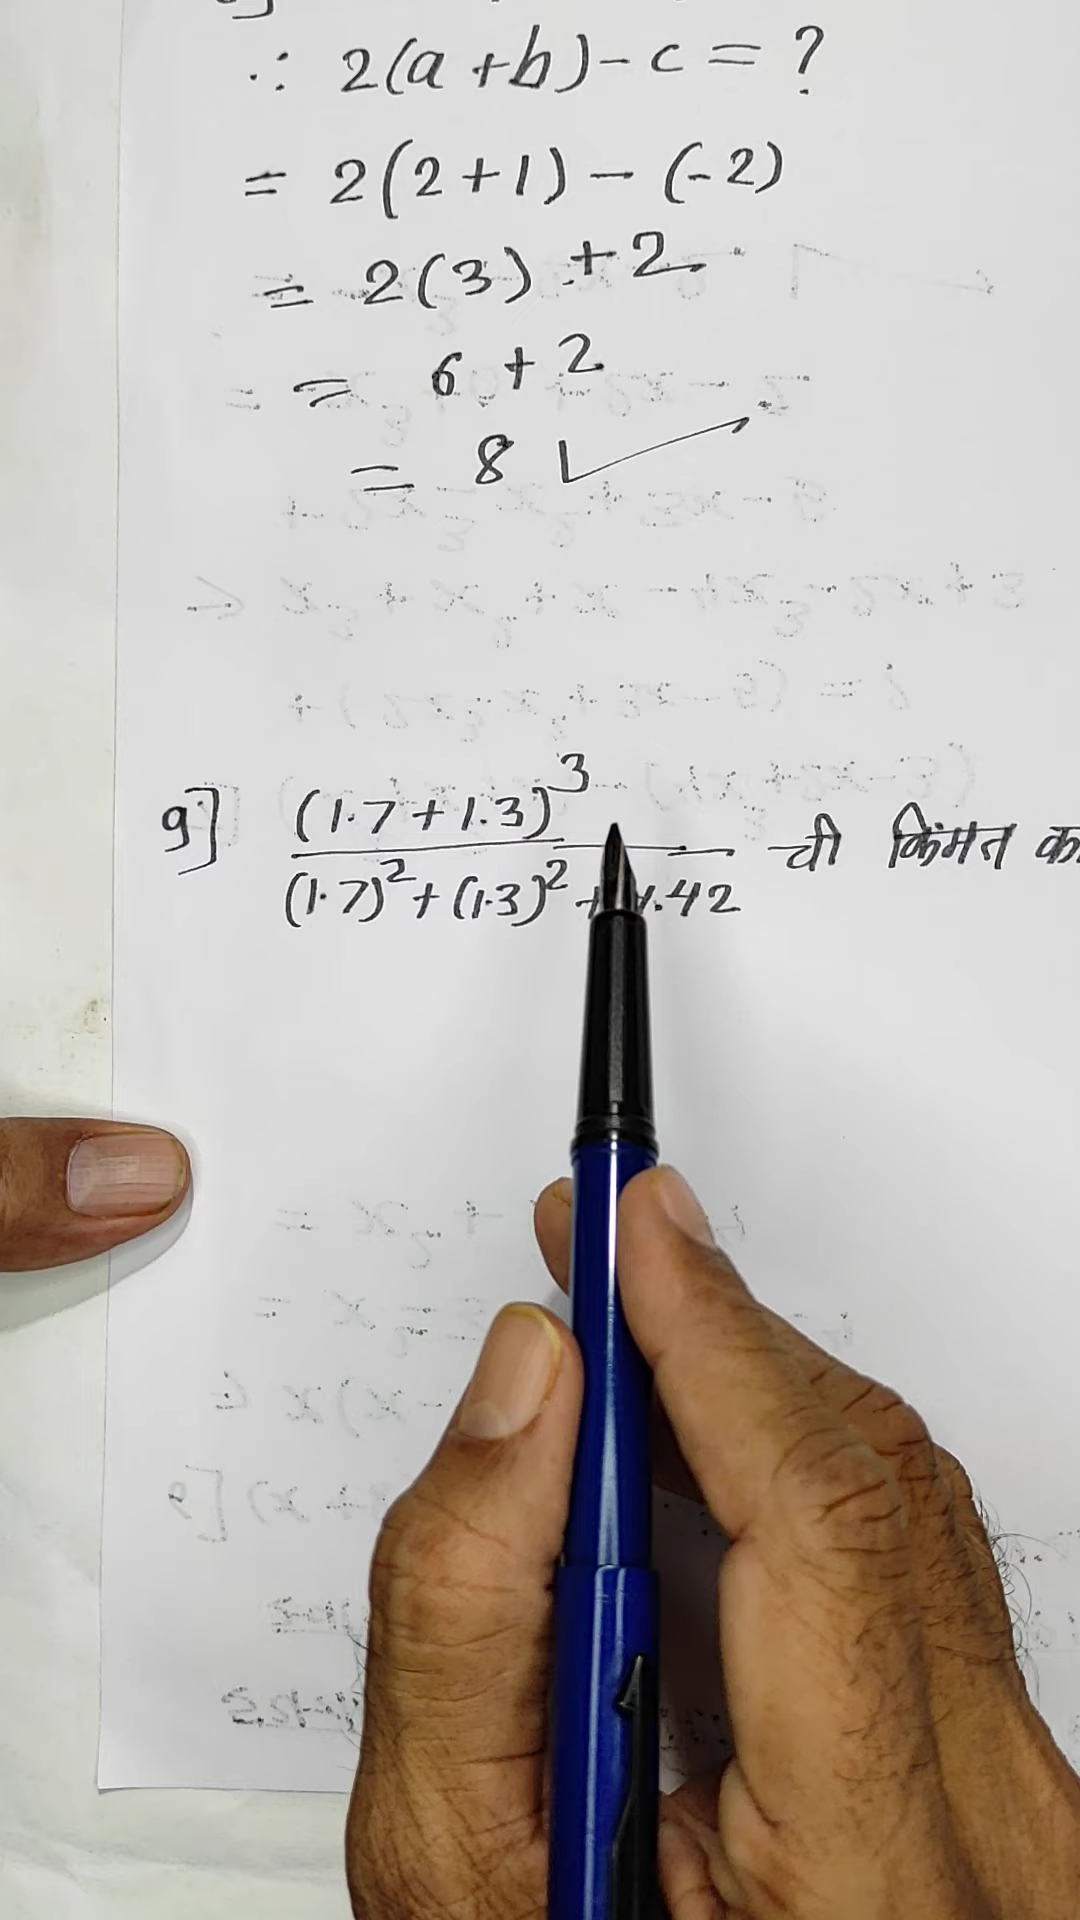 ∴ 2(a+b)-c = ?
= 2(2+1) - (-2)
= 2(3) + 2
= 6 + 2
= 8 ✓
9] (1.7+1.3)³
(1.7)² + (1.3)² + 4.42 ची किंमत